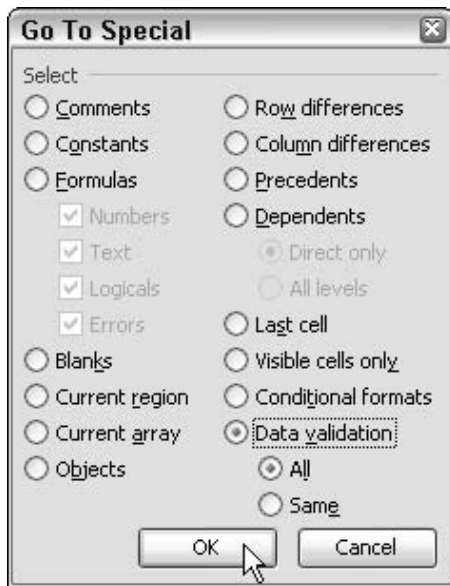 Go To Special
Select
Comments
Constants
Formulas
Numbers
Text
Logicals
Errors
Blanks
Current region
Current array
Objects
Row differences
Column differences
Precedents
Dependents
Direct only
All levels
Last cell
Visible cells only
Conditional formats
Data validation
All
Same
OK
Cancel